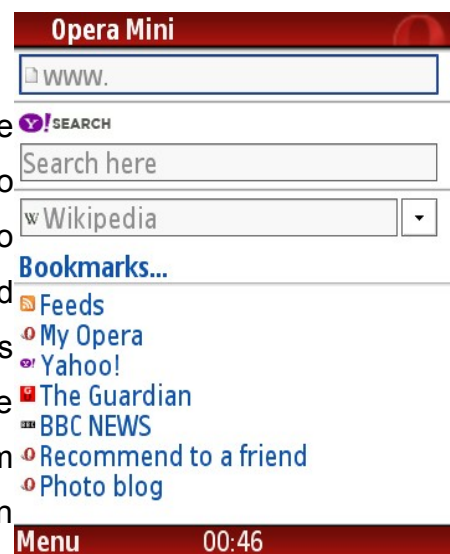 Opera Mini
www.
Y! SEARCH
e
Search here
o
W Wikipedia
o
Bookmarks...
d
Feeds
My Opera
s
Yahoo!
e
The Guardian
BBC NEWS
m
Recommend to a friend
Photo blog
n
Menu 00:46